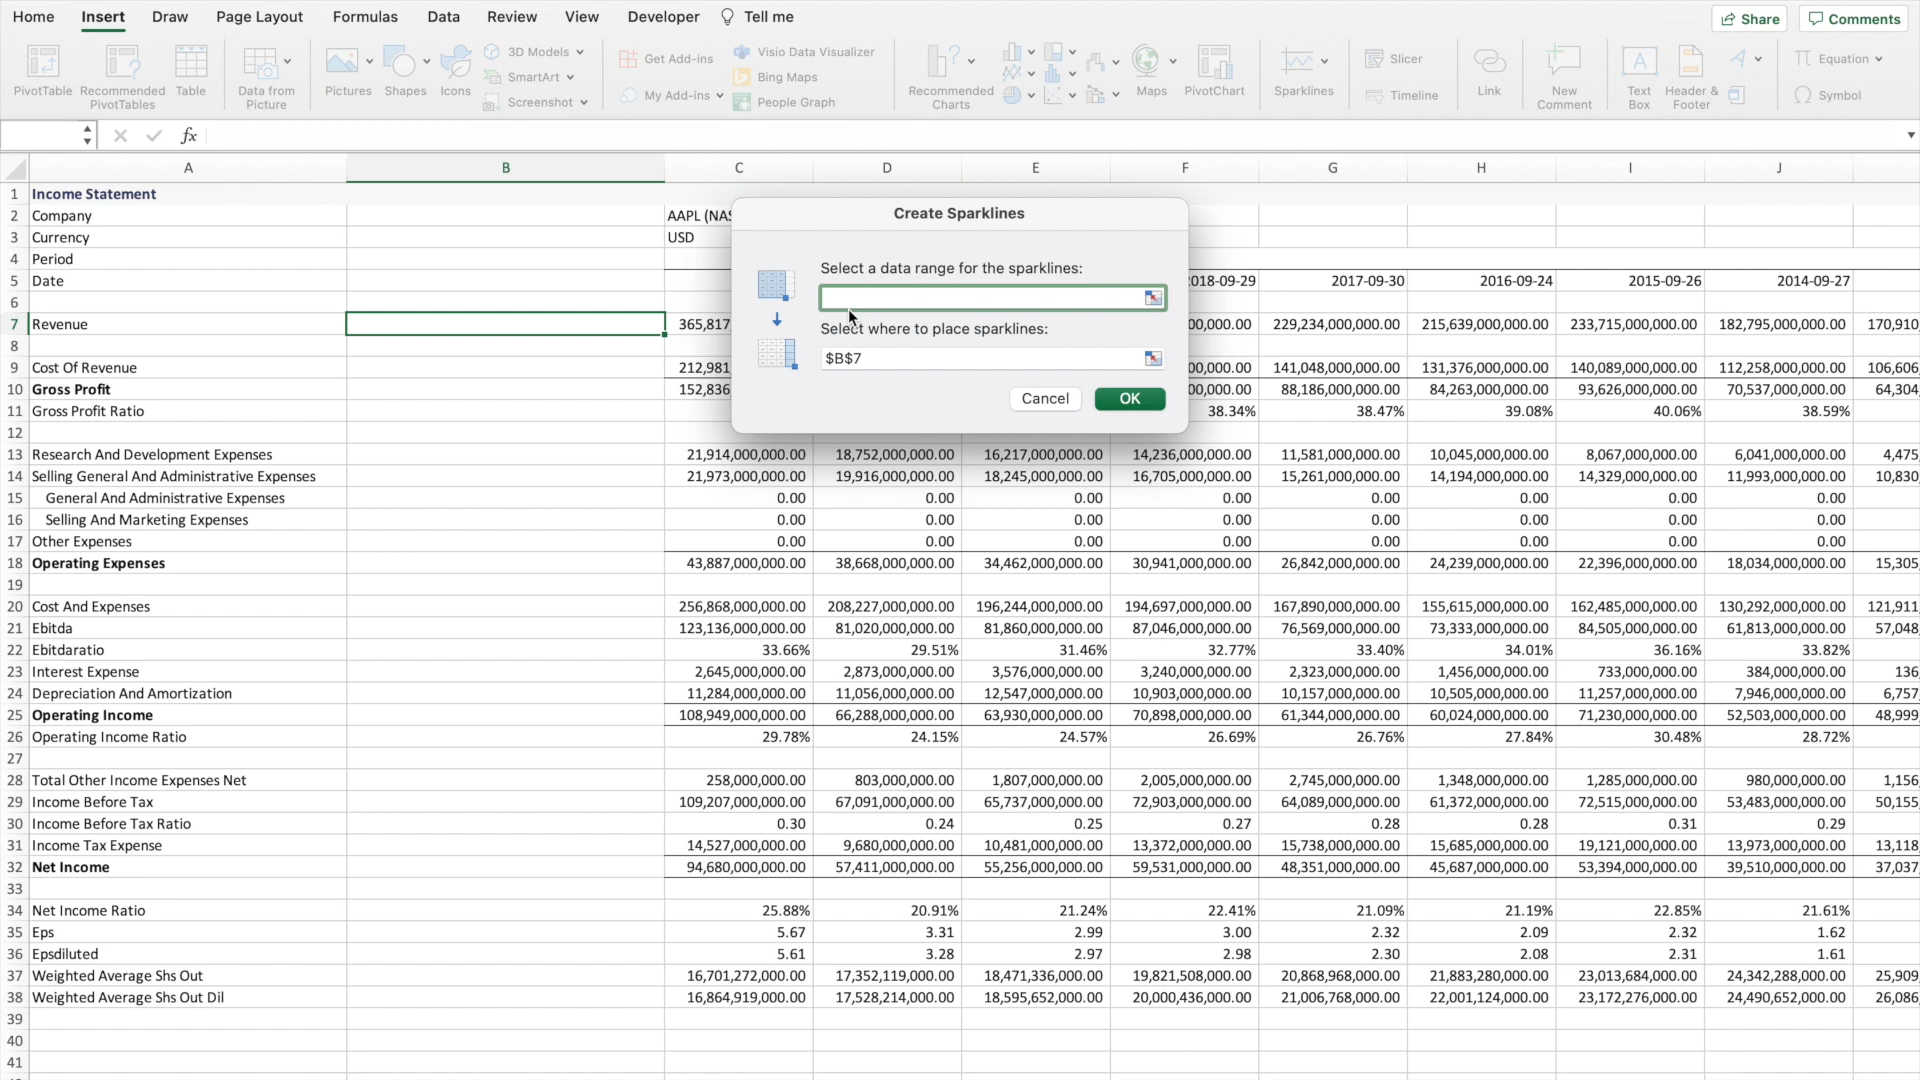 Home Insert Draw Page Layout Formulas Data Review View Developer Tell me Share Comments
PivotTable Recommended PivotTables Table Data from Picture Pictures Shapes Icons 3D Models SmartArt Screenshot Get Add-ins My Add-ins Visio Data Visualizer Bing Maps People Graph Recommended Charts Maps PivotChart Sparklines Slicer Timeline Link New Comment Text Box Header & Footer Equation Symbol
fx
A B C D E F G H I J
1 Income Statement
2 Company AAPL (NAS
3 Currency USD
4 Period
5 Date 018-09-29 2017-09-30 2016-09-24 2015-09-26 2014-09-27
6
7 Revenue 365,817, 00,000.00 229,234,000,000.00 215,639,000,000.00 233,715,000,000.00 182,795,000,000.00 170,910,
8
9 Cost Of Revenue 212,981, 00,000.00 141,048,000,000.00 131,376,000,000.00 140,089,000,000.00 112,258,000,000.00 106,606,
10 Gross Profit 152,836, 00,000.00 88,186,000,000.00 84,263,000,000.00 93,626,000,000.00 70,537,000,000.00 64,304,
11 Gross Profit Ratio 38.34% 38.47% 39.08% 40.06% 38.59%
12
13 Research And Development Expenses 21,914,000,000.00 18,752,000,000.00 16,217,000,000.00 14,236,000,000.00 11,581,000,000.00 10,045,000,000.00 8,067,000,000.00 6,041,000,000.00 4,475,
14 Selling General And Administrative Expenses 21,973,000,000.00 19,916,000,000.00 18,245,000,000.00 16,705,000,000.00 15,261,000,000.00 14,194,000,000.00 14,329,000,000.00 11,993,000,000.00 10,830,
15 General And Administrative Expenses 0.00 0.00 0.00 0.00 0.00 0.00 0.00 0.00
16 Selling And Marketing Expenses 0.00 0.00 0.00 0.00 0.00 0.00 0.00 0.00
17 Other Expenses 0.00 0.00 0.00 0.00 0.00 0.00 0.00 0.00
18 Operating Expenses 43,887,000,000.00 38,668,000,000.00 34,462,000,000.00 30,941,000,000.00 26,842,000,000.00 24,239,000,000.00 22,396,000,000.00 18,034,000,000.00 15,305,
19
20 Cost And Expenses 256,868,000,000.00 208,227,000,000.00 196,244,000,000.00 194,697,000,000.00 167,890,000,000.00 155,615,000,000.00 162,485,000,000.00 130,292,000,000.00 121,911,
21 Ebitda 123,136,000,000.00 81,020,000,000.00 81,860,000,000.00 87,046,000,000.00 76,569,000,000.00 73,333,000,000.00 84,505,000,000.00 61,813,000,000.00 57,048,
22 Ebitdaratio 33.66% 29.51% 31.46% 32.77% 33.40% 34.01% 36.16% 33.82%
23 Interest Expense 2,645,000,000.00 2,873,000,000.00 3,576,000,000.00 3,240,000,000.00 2,323,000,000.00 1,456,000,000.00 733,000,000.00 384,000,000.00 136,
24 Depreciation And Amortization 11,284,000,000.00 11,056,000,000.00 12,547,000,000.00 10,903,000,000.00 10,157,000,000.00 10,505,000,000.00 11,257,000,000.00 7,946,000,000.00 6,757,
25 Operating Income 108,949,000,000.00 66,288,000,000.00 63,930,000,000.00 70,898,000,000.00 61,344,000,000.00 60,024,000,000.00 71,230,000,000.00 52,503,000,000.00 48,999,
26 Operating Income Ratio 29.78% 24.15% 24.57% 26.69% 26.76% 27.84% 30.48% 28.72%
27
28 Total Other Income Expenses Net 258,000,000.00 803,000,000.00 1,807,000,000.00 2,005,000,000.00 2,745,000,000.00 1,348,000,000.00 1,285,000,000.00 980,000,000.00 1,156,
29 Income Before Tax 109,207,000,000.00 67,091,000,000.00 65,737,000,000.00 72,903,000,000.00 64,089,000,000.00 61,372,000,000.00 72,515,000,000.00 53,483,000,000.00 50,155,
30 Income Before Tax Ratio 0.30 0.24 0.25 0.27 0.28 0.28 0.31 0.29
31 Income Tax Expense 14,527,000,000.00 9,680,000,000.00 10,481,000,000.00 13,372,000,000.00 15,738,000,000.00 15,685,000,000.00 19,121,000,000.00 13,973,000,000.00 13,118,
32 Net Income 94,680,000,000.00 57,411,000,000.00 55,256,000,000.00 59,531,000,000.00 48,351,000,000.00 45,687,000,000.00 53,394,000,000.00 39,510,000,000.00 37,037,
33
34 Net Income Ratio 25.88% 20.91% 21.24% 22.41% 21.09% 21.19% 22.85% 21.61%
35 Eps 5.67 3.31 2.99 3.00 2.32 2.09 2.32 1.62
36 Epsdiluted 5.61 3.28 2.97 2.98 2.30 2.08 2.31 1.61
37 Weighted Average Shs Out 16,701,272,000.00 17,352,119,000.00 18,471,336,000.00 19,821,508,000.00 20,868,968,000.00 21,883,280,000.00 23,013,684,000.00 24,342,288,000.00 25,909,
38 Weighted Average Shs Out Dil 16,864,919,000.00 17,528,214,000.00 18,595,652,000.00 20,000,436,000.00 21,006,768,000.00 22,001,124,000.00 23,172,276,000.00 24,490,652,000.00 26,086,
39
40
41
Create Sparklines
Select a data range for the sparklines:
Select where to place sparklines:
$B$7
Cancel OK